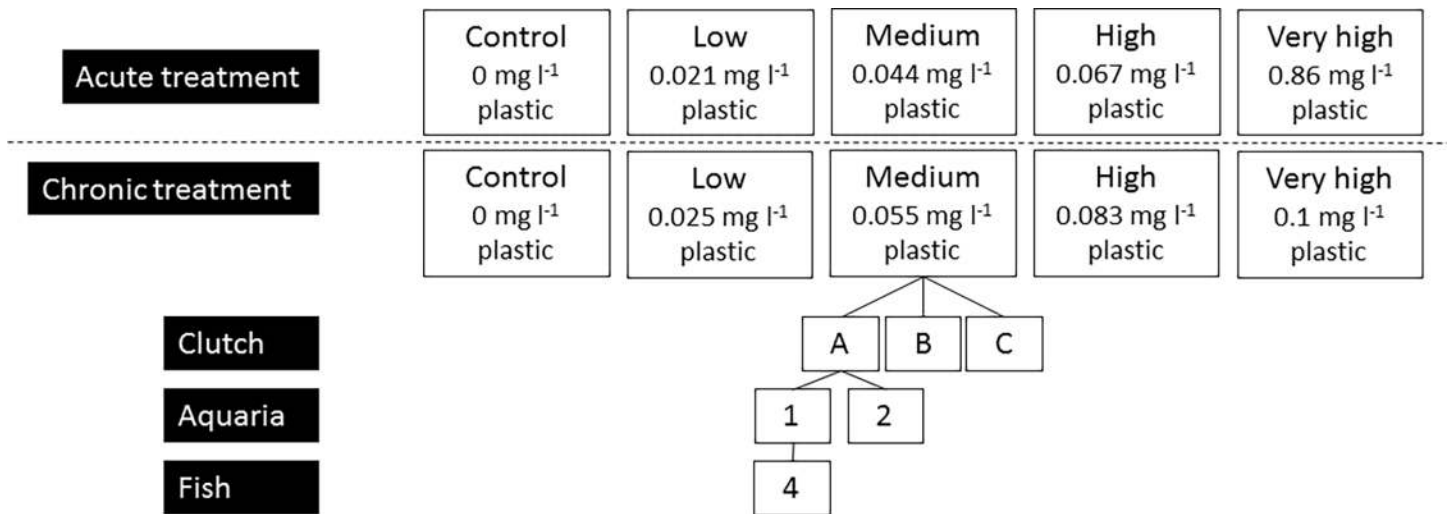 Acute treatment
Control
0 mg l-1
plastic
Low
0.021 mg l-1
plastic
Medium
0.044 mg l-1
plastic
High
0.067 mg l-1
plastic
Very high
0.86 mg l-1
plastic
Chronic treatment
Control
0 mg l-1
plastic
Low
0.025 mg l-1
plastic
Medium
0.055 mg l-1
plastic
High
0.083 mg l-1
plastic
Very high
0.1 mg l-1
plastic
Clutch
A
B
C
Aquaria
1
2
Fish
4